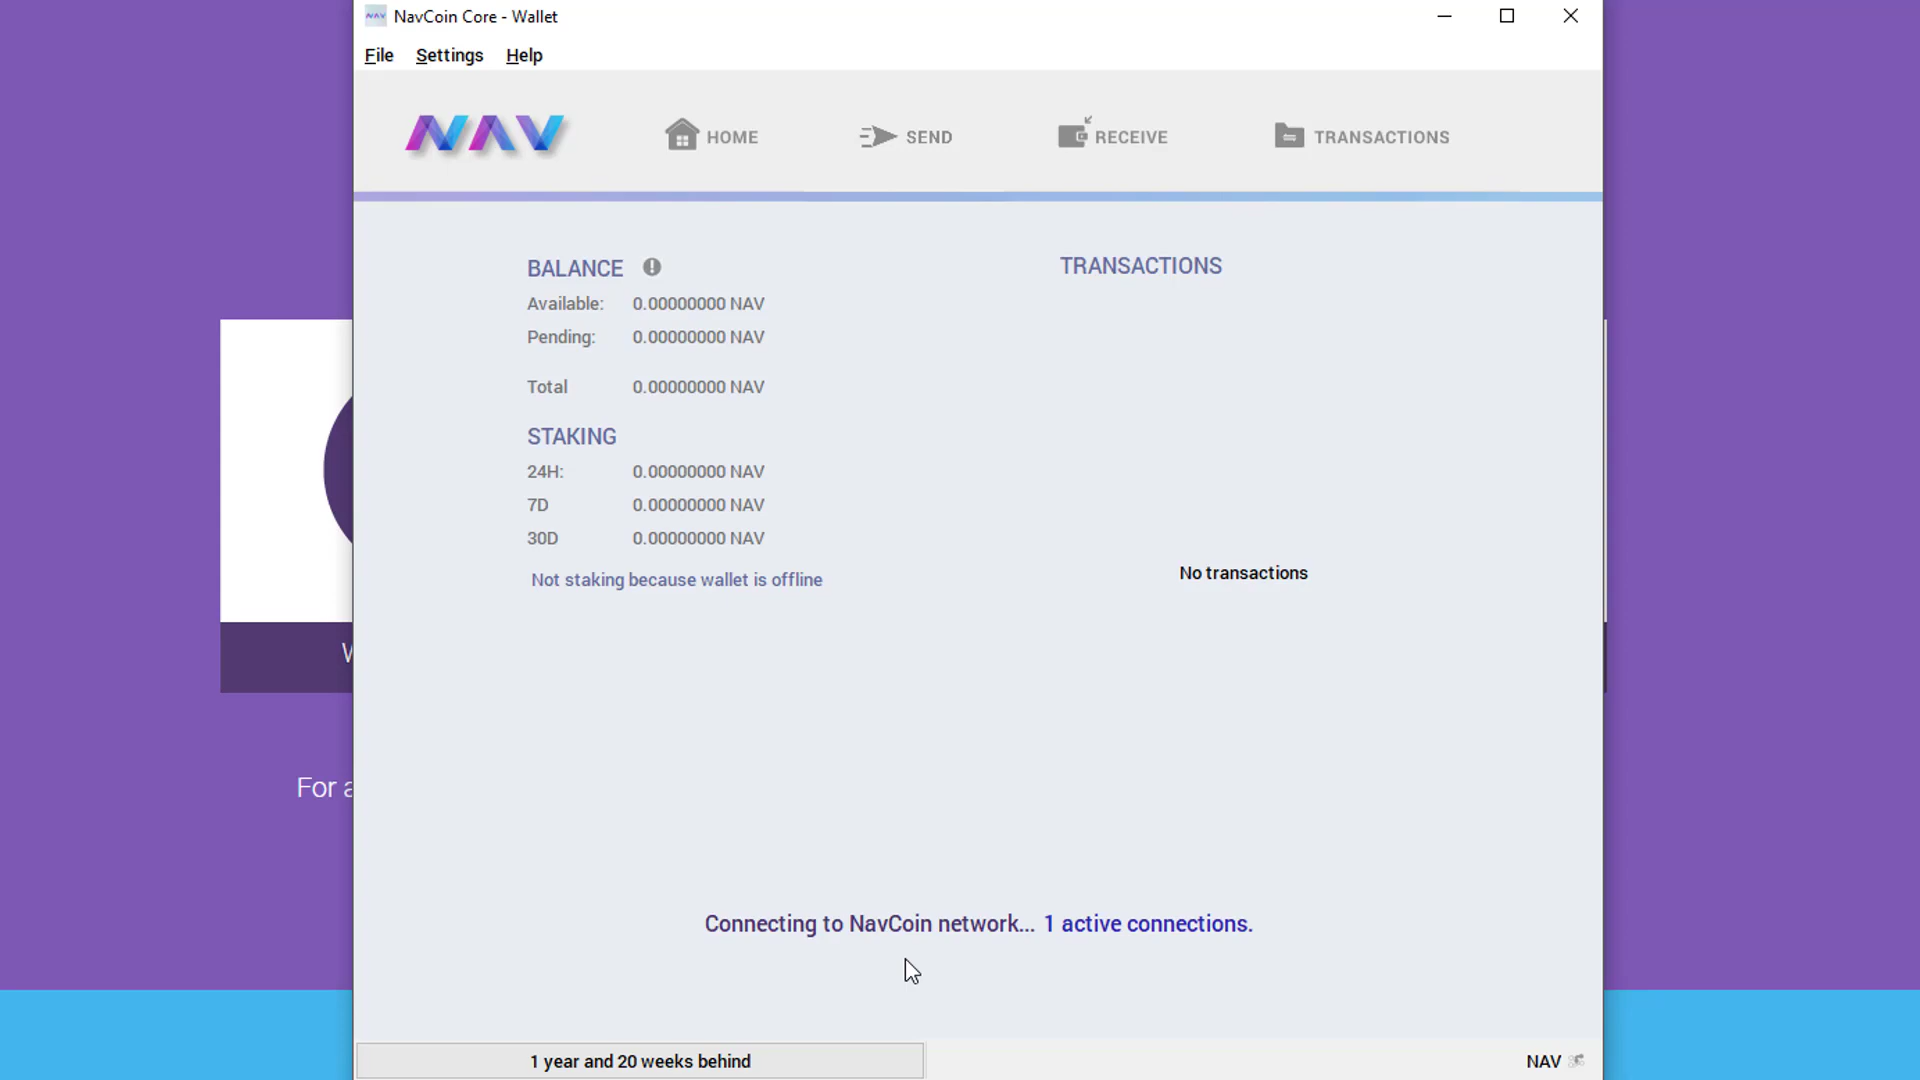 NavCoin Core - Wallet
File Settings Help
NAV HOME SEND RECEIVE TRANSACTIONS
BALANCE
Available: 0.00000000 NAV
Pending: 0.00000000 NAV
Total 0.00000000 NAV
STAKING
24H: 0.00000000 NAV
7D 0.00000000 NAV
30D 0.00000000 NAV
Not staking because wallet is offline
TRANSACTIONS
No transactions
For
Connecting to NavCoin network... 1 active connections.
1 year and 20 weeks behind
NAV